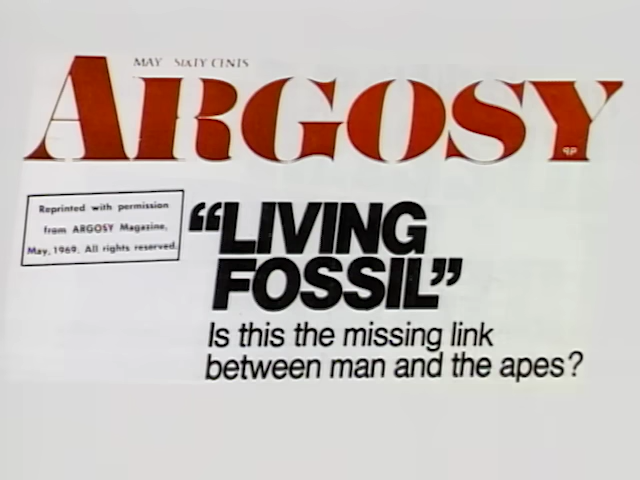 MAY SIXTY CENTS
ARGOSY
Reprinted with permission
from ARGOSY Magazine,
May, 1969. All rights reserved.
"LIVING
FOSSIL"
Is this the missing link
between man and the apes?